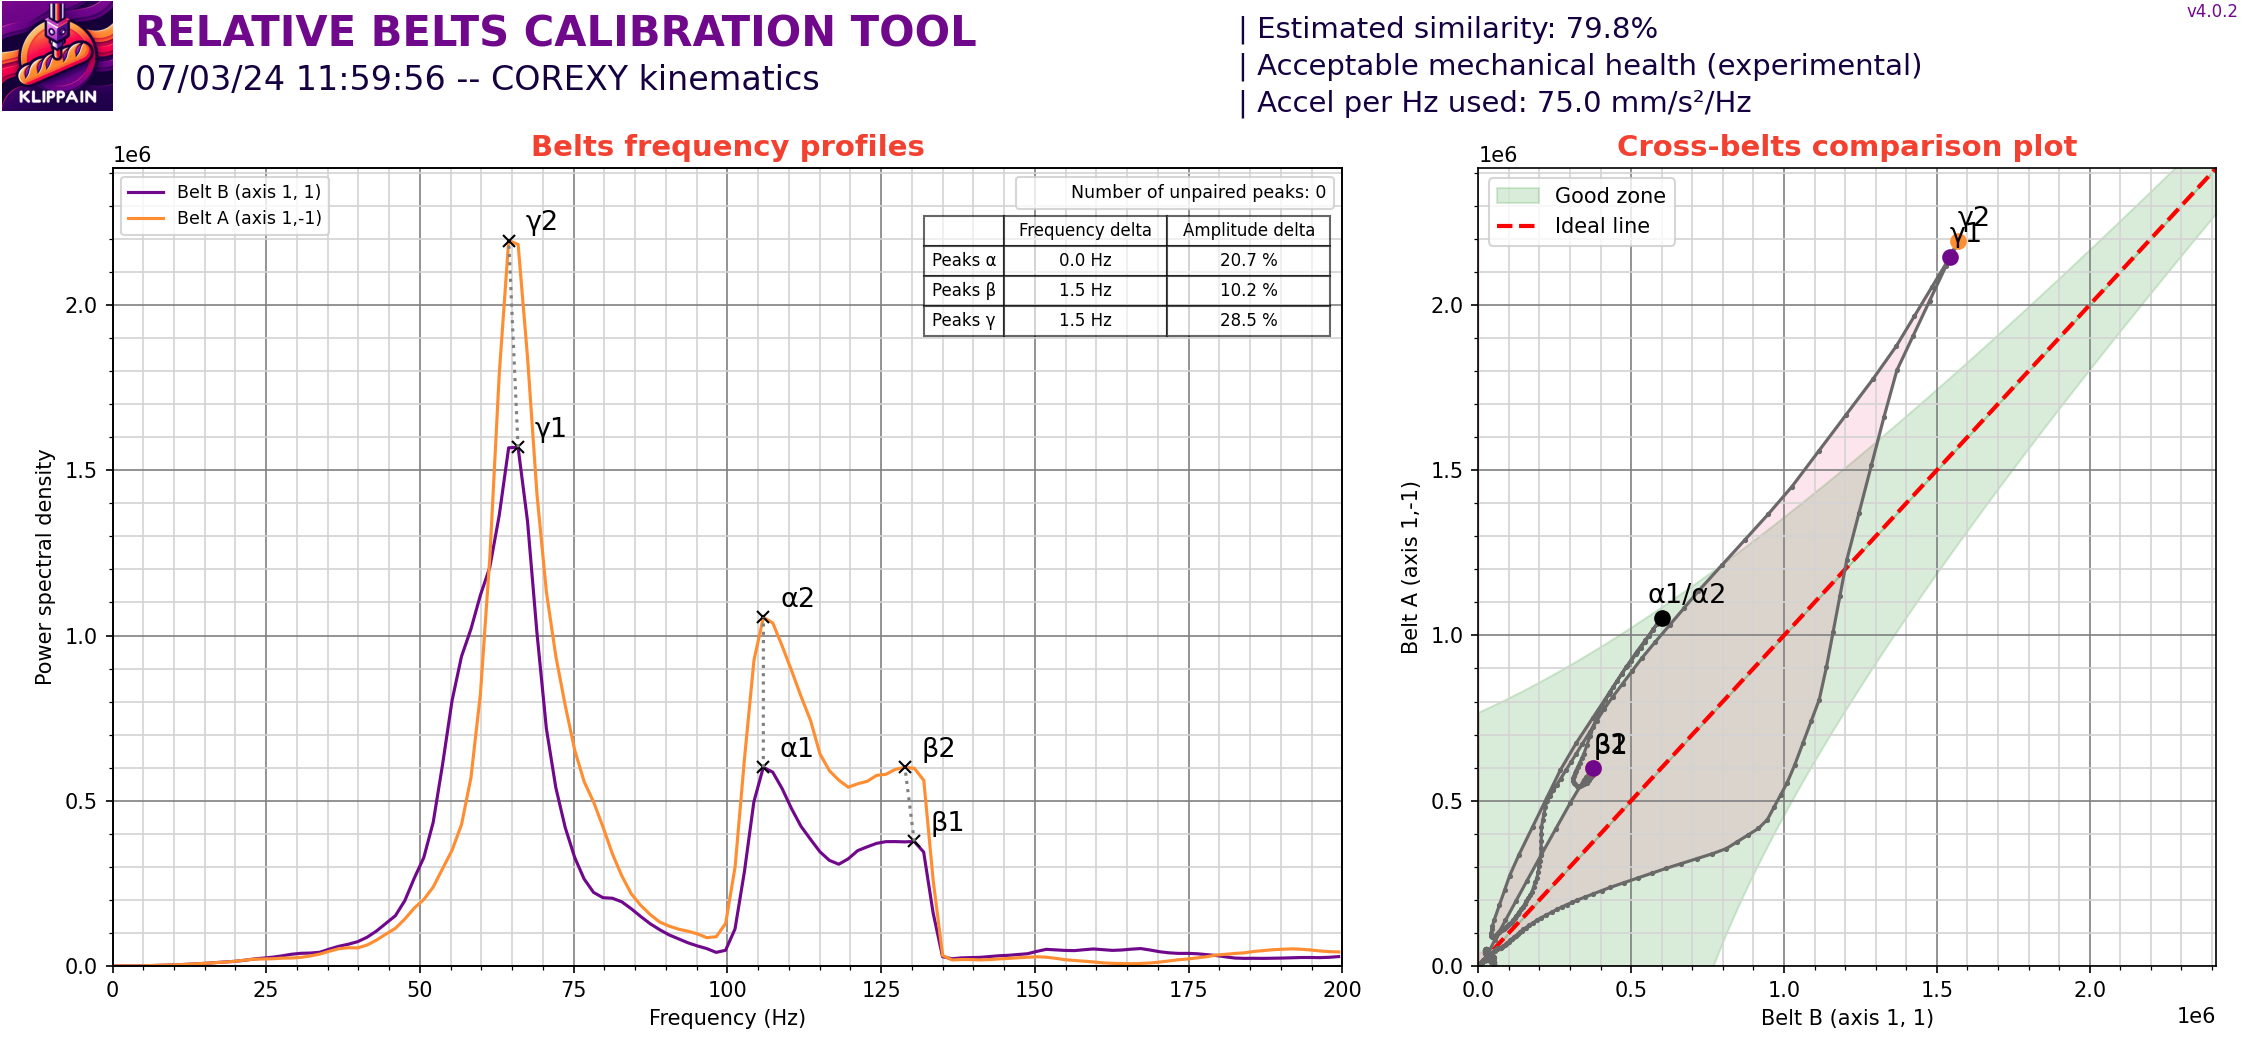 v4.0.2
KLIPPAIN
RELATIVE BELTS CALIBRATION TOOL
07/03/24 11:59:56 -- COREXY kinematics
| Estimated similarity: 79.8%
| Acceptable mechanical health (experimental)
| Accel per Hz used: 75.0 mm/s²/Hz
Belts frequency profiles
1e6
Belt B (axis 1, 1)
Belt A (axis 1,-1)
Number of unpaired peaks: 0
Frequency delta Amplitude delta
Peaks α 0.0 Hz 20.7 %
Peaks β 1.5 Hz 10.2 %
Peaks γ 1.5 Hz 28.5 %
γ2
γ1
α2
α1
β2
β1
Power spectral density
2.0
1.5
1.0
0.5
0.0
0 25 50 75 100 125 150 175 200
Frequency (Hz)
Cross-belts comparison plot
1e6
Good zone
Ideal line
γ2
γ1
α1/α2
β2
β1
Belt A (axis 1,-1)
2.0
1.5
1.0
0.5
0.0
0.0 0.5 1.0 1.5 2.0
Belt B (axis 1, 1)
1e6